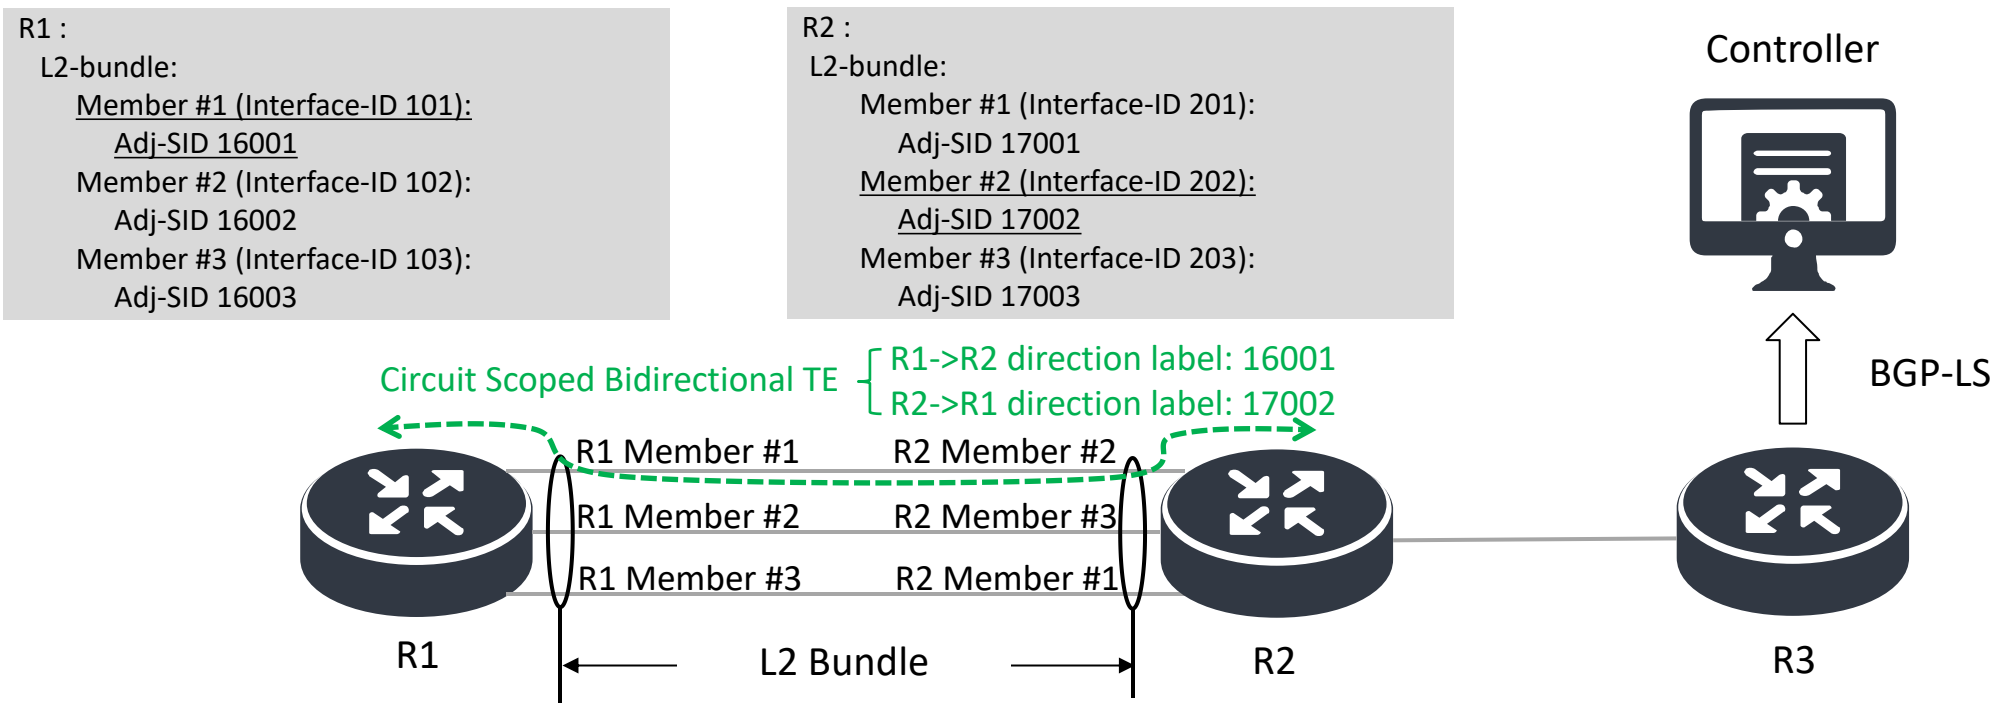 R1 :
L2-bundle:
Member #1 (Interface-ID 101):
Adj-SID 16001
Member #2 (Interface-ID 102):
Adj-SID 16002
Member #3 (Interface-ID 103):
Adj-SID 16003
R2 :
L2-bundle:
Member #1 (Interface-ID 201):
Adj-SID 17001
Member #2 (Interface-ID 202):
Adj-SID 17002
Member #3 (Interface-ID 203):
Adj-SID 17003
Controller
BGP-LS
Circuit Scoped Bidirectional TE
R1->R2 direction label: 16001
R2->R1 direction label: 17002
R1 Member #1 R2 Member #2
R1 Member #2 R2 Member #3
R1 Member #3 R2 Member #1
R1 L2 Bundle R2 R3